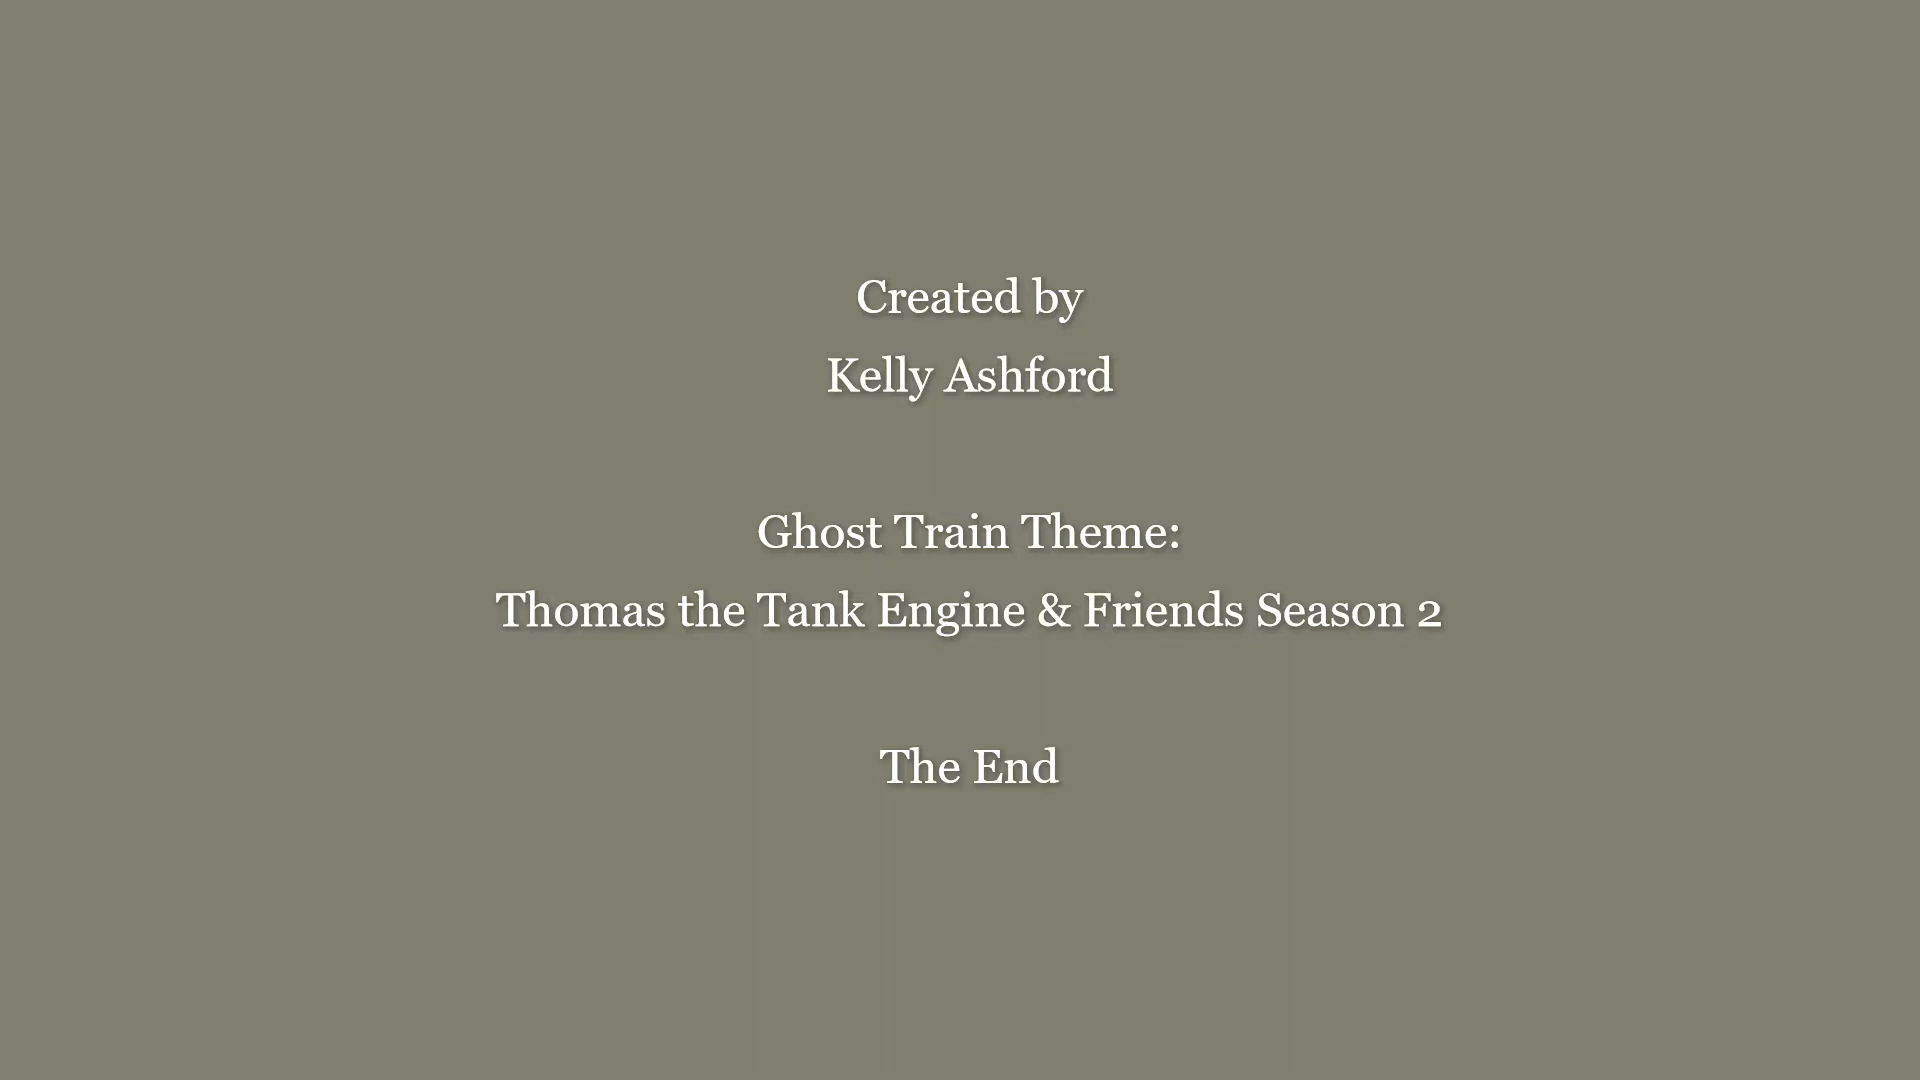 Created by
Kelly Ashford
Ghost Train Theme:
Thomas the Tank Engine & Friends Season 2
The End